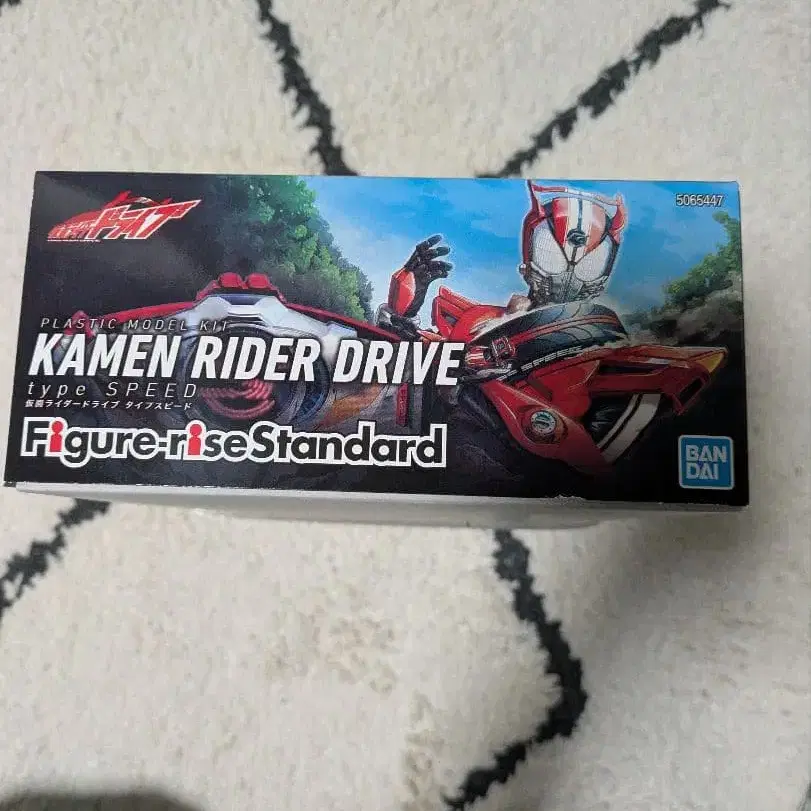 5065447
仮面ライダードライブ
PLASTIC MODEL KIT
KAMEN RIDER DRIVE
type SPEED
仮面ライダードライブ タイプスピード
Figure-riseStandard
BAN
DAI